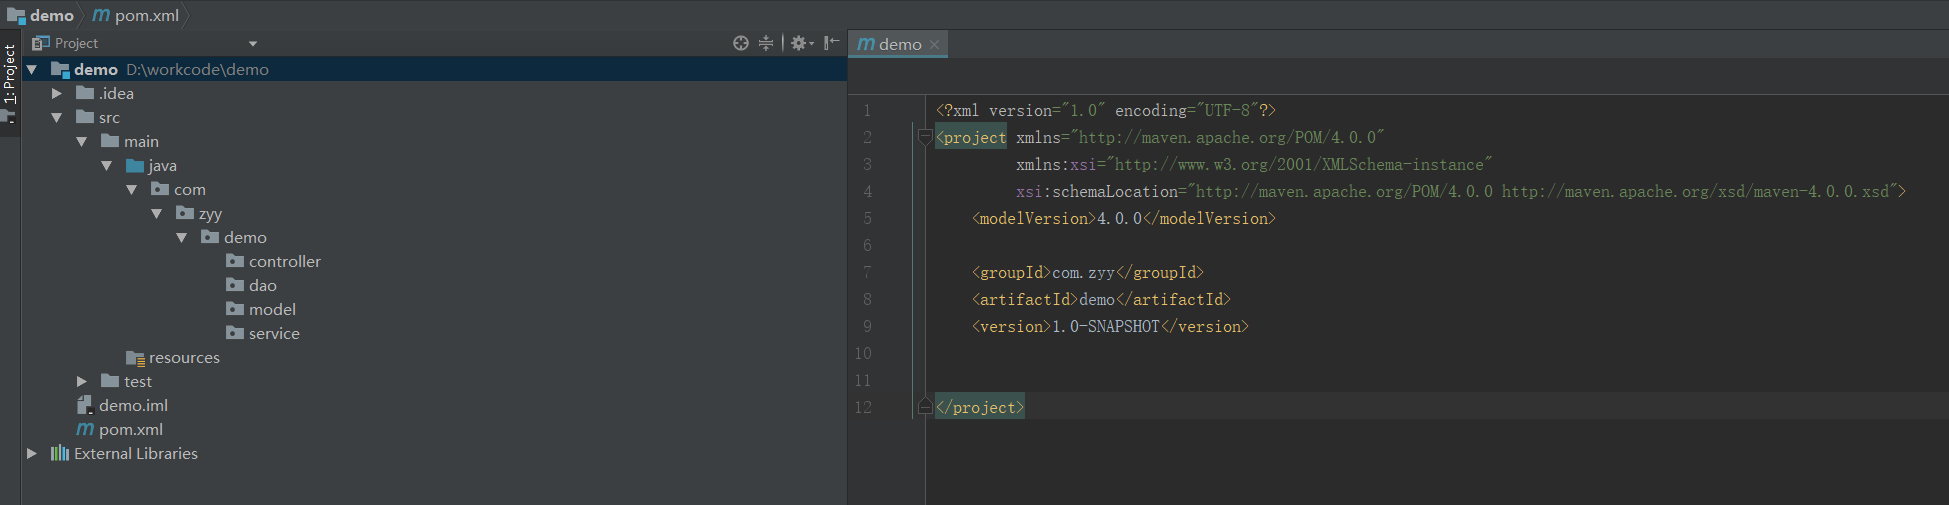 demo pom.xml
1: Project
Project
demo D:\workcode\demo
.idea
src
main
java
com
zyy
demo
controller
dao
model
service
resources
test
demo.iml
pom.xml
External Libraries
demo
1 <?xml version="1.0" encoding="UTF-8"?>
2 <project xmlns="http://maven.apache.org/POM/4.0.0"
3 xmlns:xsi="http://www.w3.org/2001/XMLSchema-instance"
4 xsi:schemaLocation="http://maven.apache.org/POM/4.0.0 http://maven.apache.org/xsd/maven-4.0.0.xsd">
5 <modelVersion>4.0.0</modelVersion>
6
7 <groupId>com.zyy</groupId>
8 <artifactId>demo</artifactId>
9 <version>1.0-SNAPSHOT</version>
10
11
12 </project>